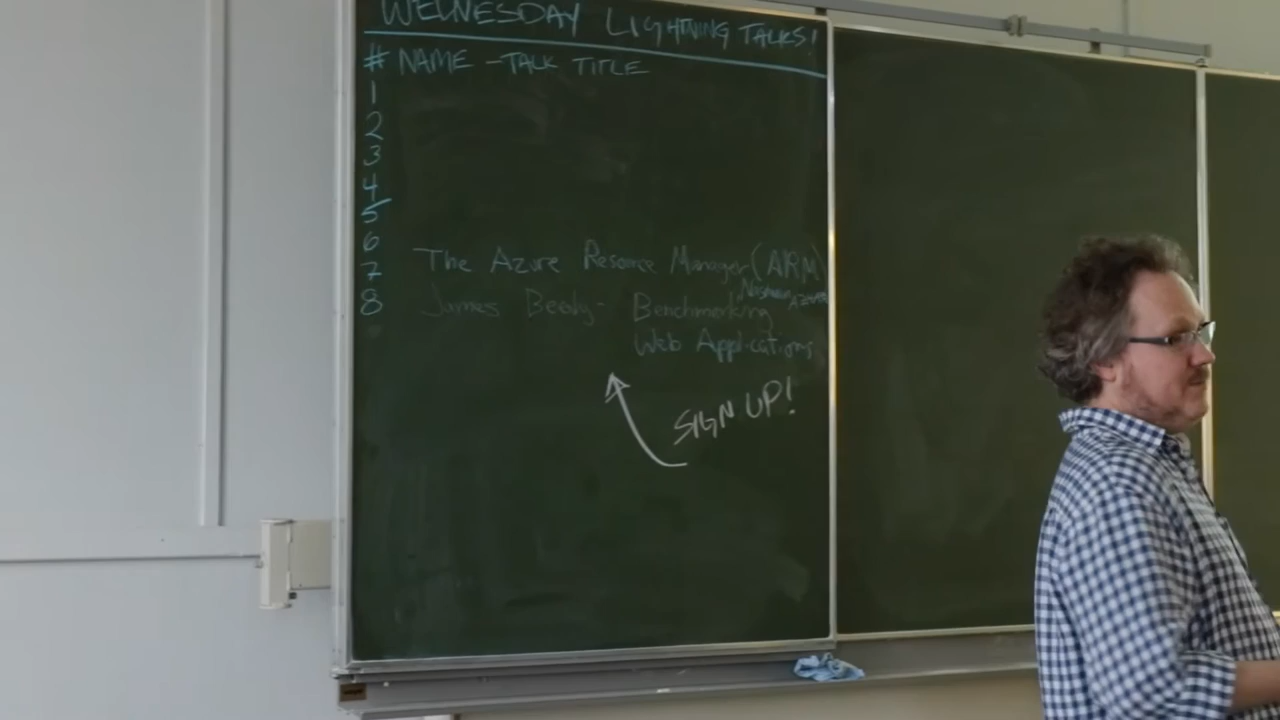 WEDNESDAY LIGHTNING TALKS!
# NAME - TALK TITLE
1
2
3
4
5
6
7 The Azure Resource Manager (ARM)
8 James Beedy - Benchmarking
Web Applications
SIGN UP!